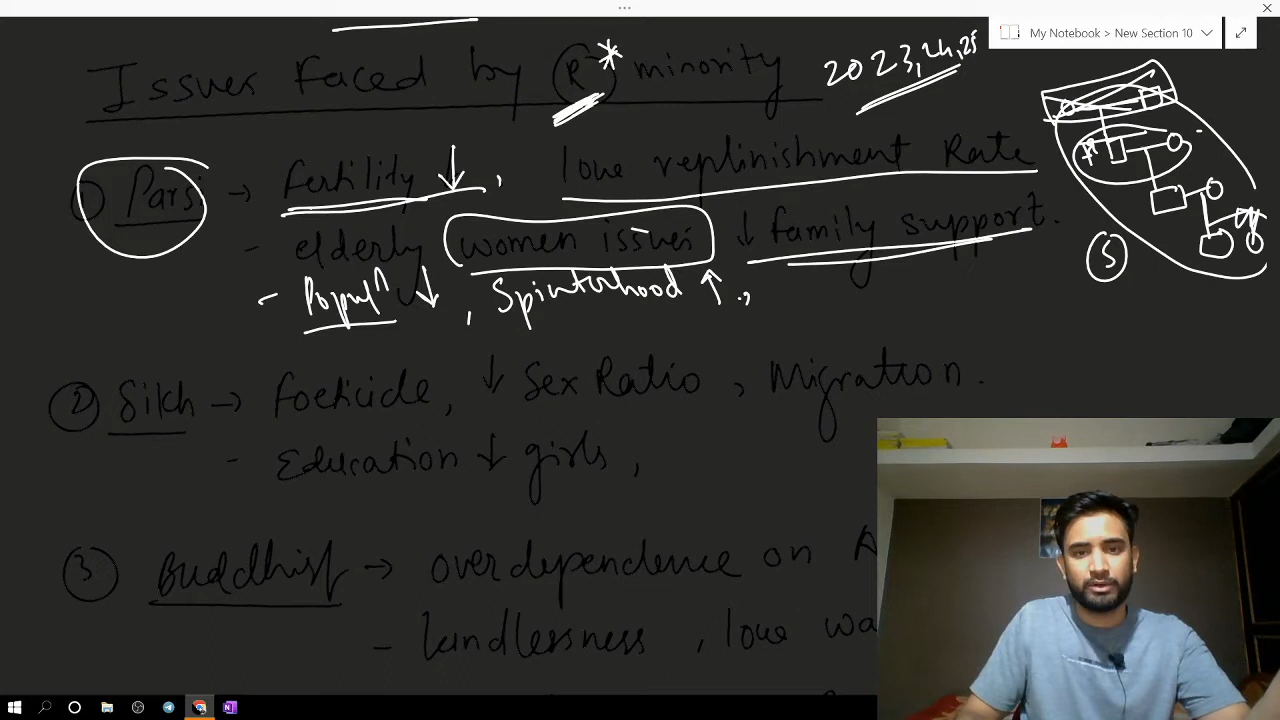 My Notebook > New Section 10
Issues faced by R* minority 2023, 24, 25
① Parsi → fertility ↓, low replinishment Rate
- elderly women issues ↓ family support.
- Populⁿ ↓, Spinterhood ↑.,
② Sikh → foeticide, ↓ Sex Ratio, Migration.
- Education ↓ girls,
③ Buddhist → overdependence on A
- landlessness, low wa
5